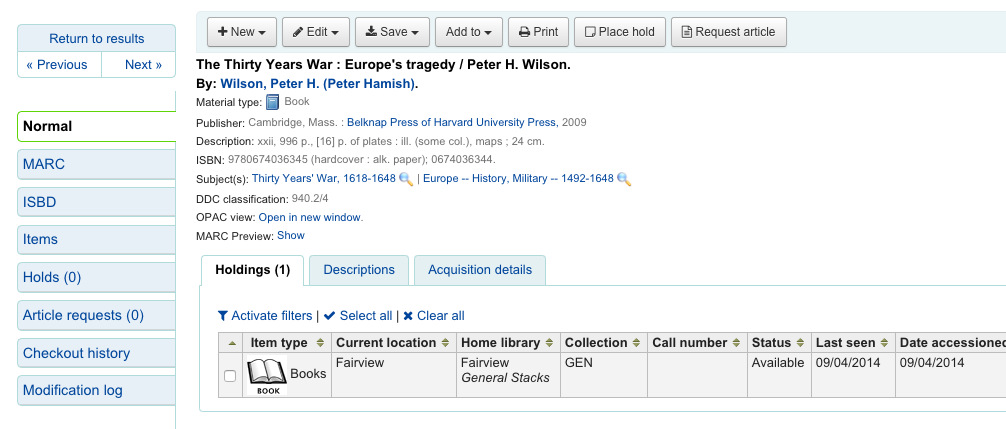 Return to results
« Previous
Next »
Normal
MARC
ISBD
Items
Holds (0)
Article requests (0)
Checkout history
Modification log
New Edit Save Add to Print Place hold Request article
The Thirty Years War : Europe's tragedy / Peter H. Wilson.
By: Wilson, Peter H. (Peter Hamish).
Material type: Book
Publisher: Cambridge, Mass. : Belknap Press of Harvard University Press, 2009
Description: xxii, 996 p., [16] p. of plates : ill. (some col.), maps ; 24 cm.
ISBN: 9780674036345 (hardcover : alk. paper); 0674036344.
Subject(s): Thirty Years' War, 1618-1648 | Europe -- History, Military -- 1492-1648
DDC classification: 940.2/4
OPAC view: Open in new window.
MARC Preview: Show
Holdings (1) Descriptions Acquisition details
Activate filters | Select all | Clear all
Item type Current location Home library Collection Call number Status Last seen Date accessioned
BOOK Books Fairview Fairview GEN Available 09/04/2014 09/04/2014
General Stacks